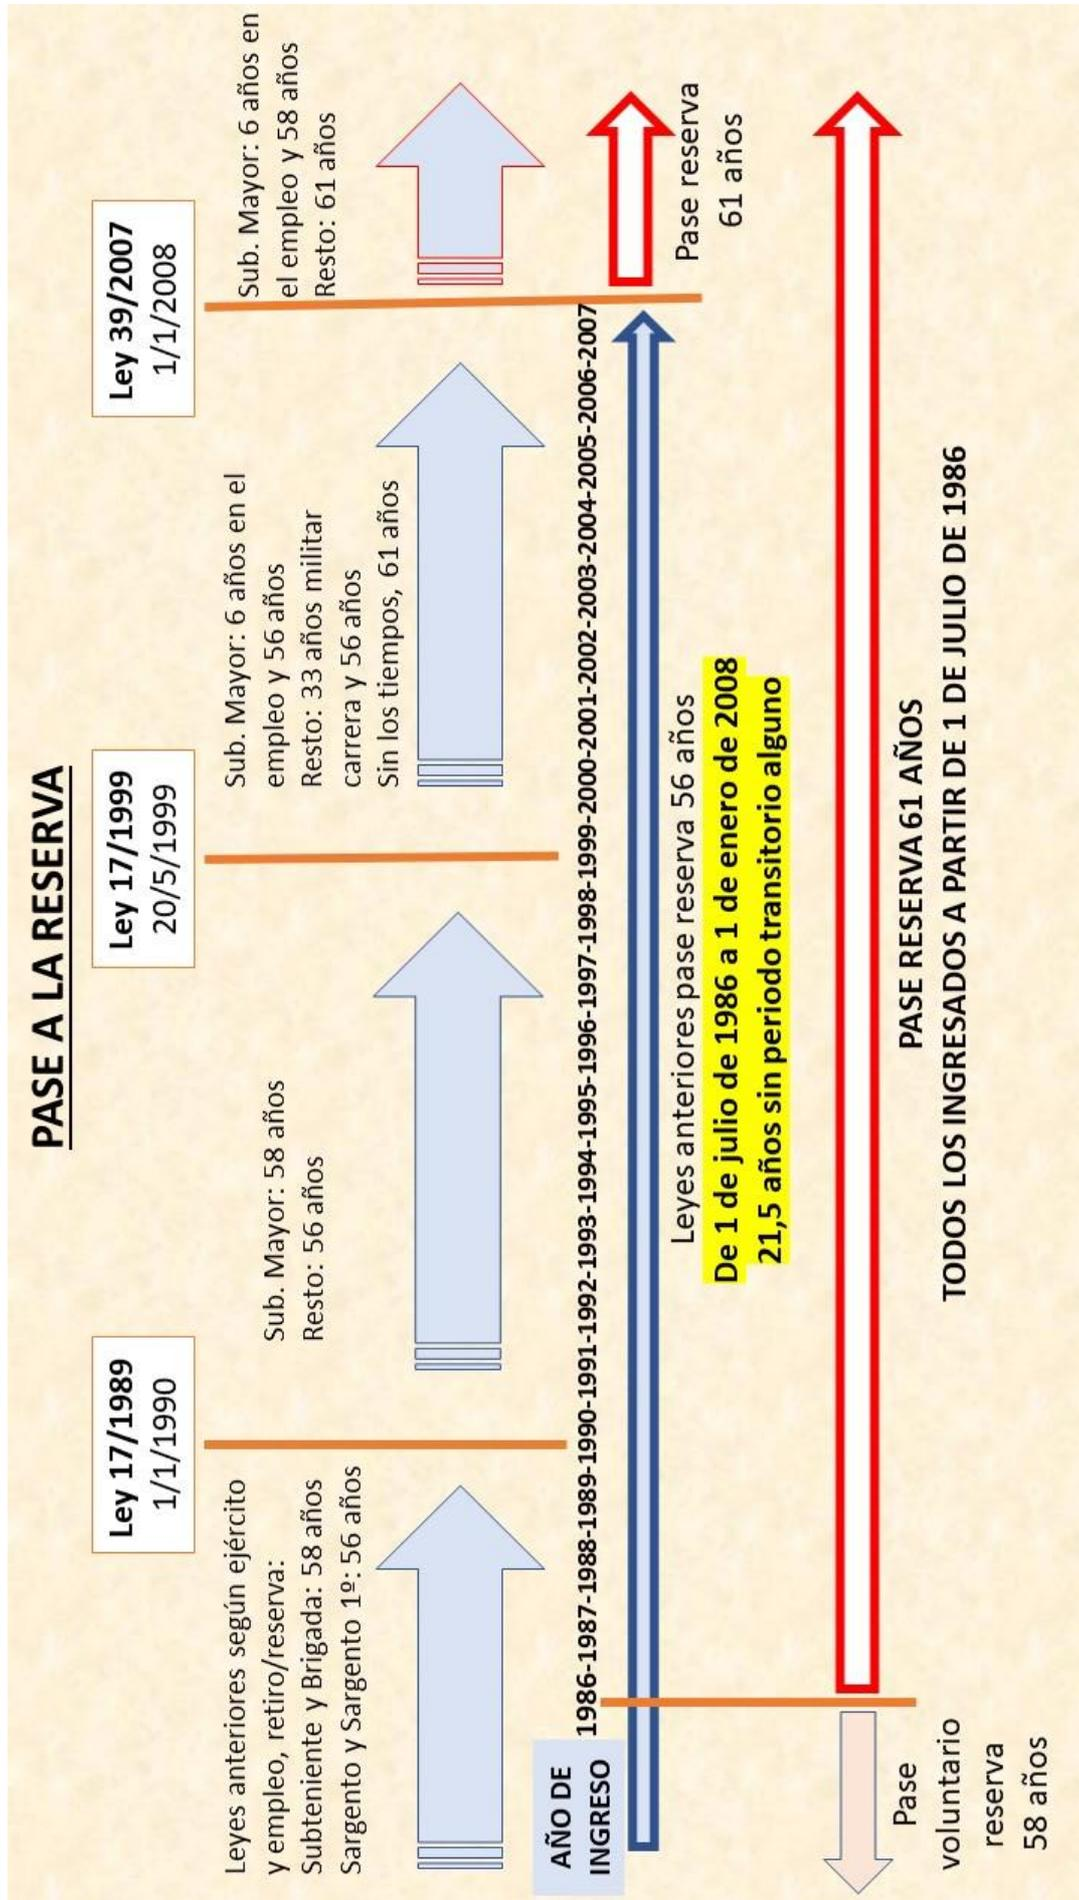 PASE A LA RESERVA
Ley 17/1989
1/1/1990
Ley 17/1999
20/5/1999
Ley 39/2007
1/1/2008
Leyes anteriores según ejército
y empleo, retiro/reserva:
Subteniente y Brigada: 58 años
Sargento y Sargento 1º: 56 años
Sub. Mayor: 58 años
Resto: 56 años
Sub. Mayor: 6 años en el
empleo y 56 años
Resto: 33 años militar
carrera y 56 años
Sin los tiempos, 61 años
Sub. Mayor: 6 años en
el empleo y 58 años
Resto: 61 años
AÑO DE
INGRESO
1986-1987-1988-1989-1990-1991-1992-1993-1994-1995-1996-1997-1998-1999-2000-2001-2002-2003-2004-2005-2006-2007
Leyes anteriores pase reserva 56 años
De 1 de julio de 1986 a 1 de enero de 2008
21,5 años sin periodo transitorio alguno
Pase reserva
61 años
Pase
voluntario
reserva
58 años
PASE RESERVA 61 AÑOS
TODOS LOS INGRESADOS A PARTIR DE 1 DE JULIO DE 1986